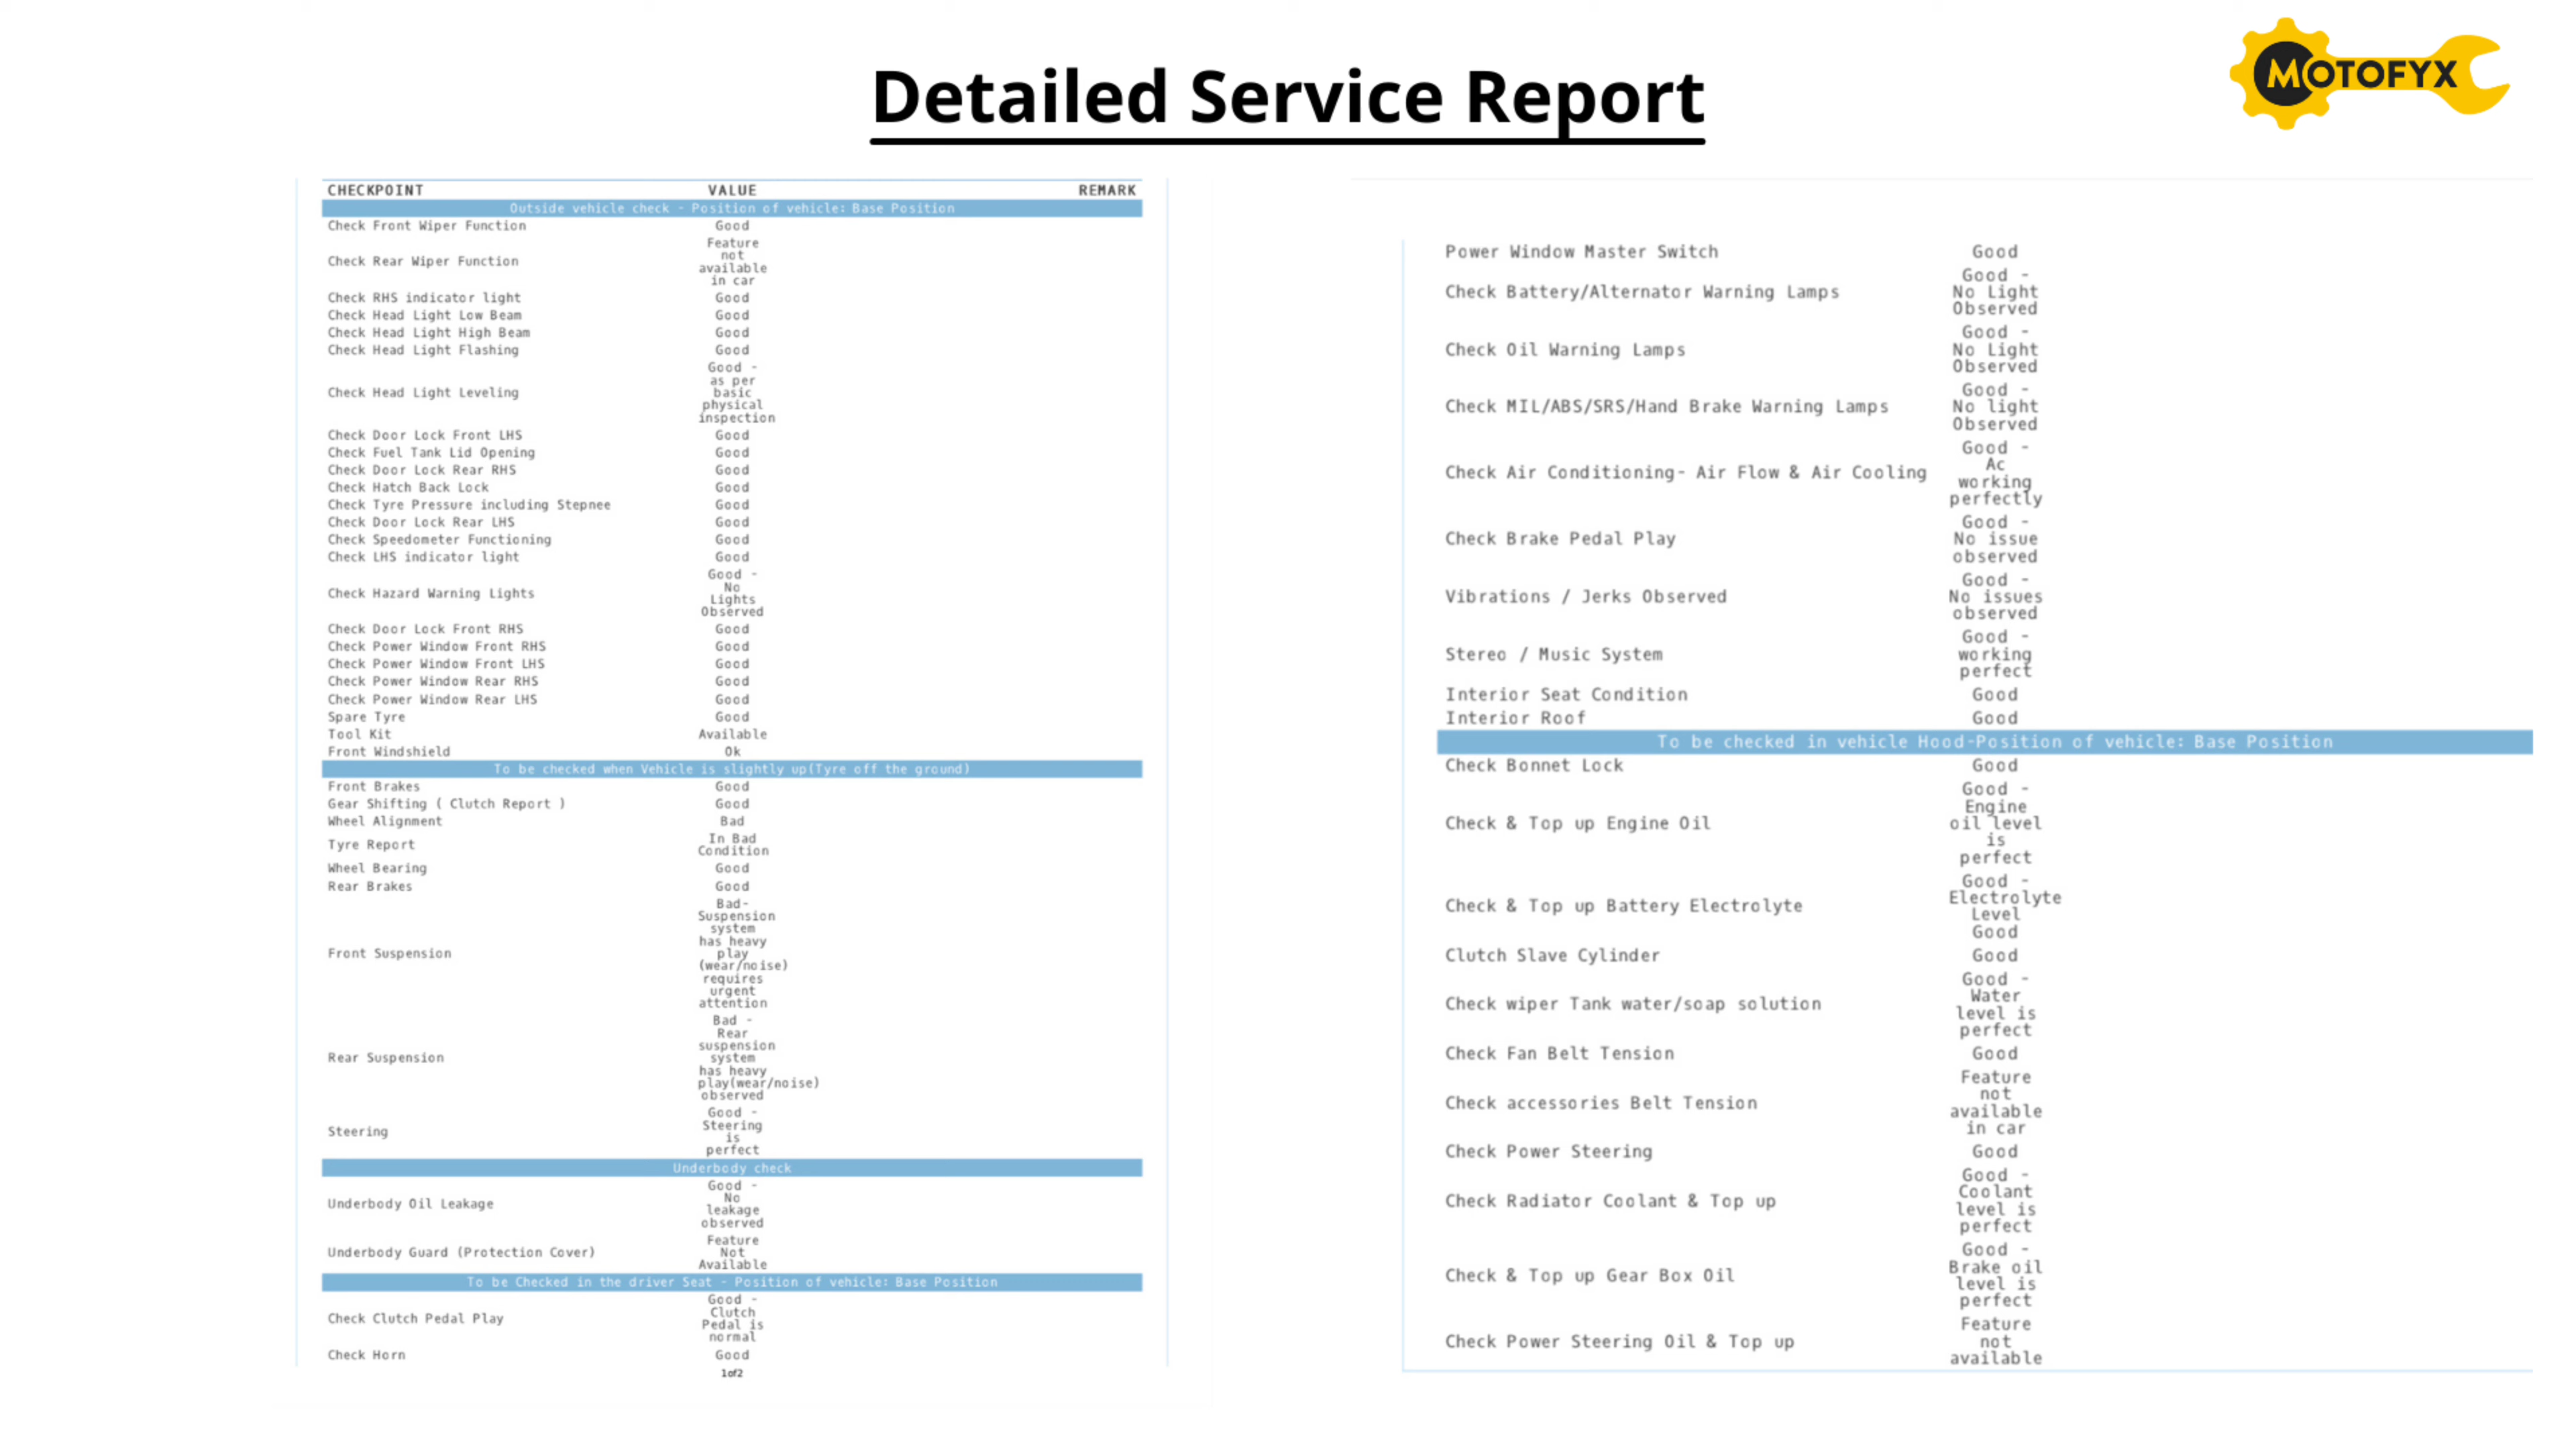 Detailed Service Report
MOTOFYX
CHECKPOINT VALUE REMARK
Outside vehicle check - Position of vehicle: Base Position
Check Front Wiper Function Good
Check Rear Wiper Function Feature not available in car
Check RHS indicator light Good
Check Head Light Low Beam Good
Check Head Light High Beam Good
Check Head Light Flashing Good
Check Head Light Leveling Good - as per basic physical inspection
Check Door Lock Front LHS Good
Check Fuel Tank Lid Opening Good
Check Door Lock Rear RHS Good
Check Hatch Back Lock Good
Check Tyre Pressure including Stepnee Good
Check Door Lock Rear LHS Good
Check Speedometer Functioning Good
Check LHS indicator light Good
Check Hazard Warning Lights Good - No Lights Observed
Check Door Lock Front RHS Good
Check Power Window Front RHS Good
Check Power Window Front LHS Good
Check Power Window Rear RHS Good
Check Power Window Rear LHS Good
Spare Tyre Good
Tool Kit Available
Front Windshield Ok
To be checked when Vehicle is slightly up(Tyre off the ground)
Front Brakes Good
Gear Shifting ( Clutch Report ) Good
Wheel Alignment Bad
Tyre Report In Bad Condition
Wheel Bearing Good
Rear Brakes Good
Front Suspension Bad- Suspension system has heavy play (wear/noise) requires urgent attention
Rear Suspension Bad - Rear suspension system has heavy play(wear/noise) observed
Steering Good - Steering is perfect
Underbody check
Underbody Oil Leakage Good - No leakage observed
Underbody Guard (Protection Cover) Feature Not Available
To be Checked in the driver Seat - Position of vehicle: Base Position
Check Clutch Pedal Play Good - Clutch Pedal is normal
Check Horn Good
1of2
Power Window Master Switch Good
Check Battery/Alternator Warning Lamps Good - No Light Observed
Check Oil Warning Lamps Good - No Light Observed
Check MIL/ABS/SRS/Hand Brake Warning Lamps Good - No light Observed
Check Air Conditioning- Air Flow & Air Cooling Good - Ac working perfectly
Check Brake Pedal Play Good - No issue observed
Vibrations / Jerks Observed Good - No issues observed
Stereo / Music System Good - working perfect
Interior Seat Condition Good
Interior Roof Good
To be checked in vehicle Hood-Position of vehicle: Base Position
Check Bonnet Lock Good
Check & Top up Engine Oil Good - Engine oil level is perfect
Check & Top up Battery Electrolyte Good - Electrolyte Level Good
Clutch Slave Cylinder Good
Check wiper Tank water/soap solution Good - Water level is perfect
Check Fan Belt Tension Good
Check accessories Belt Tension Feature not available in car
Check Power Steering Good
Check Radiator Coolant & Top up Good - Coolant level is perfect
Check & Top up Gear Box Oil Good - Brake oil level is perfect
Check Power Steering Oil & Top up Feature not available